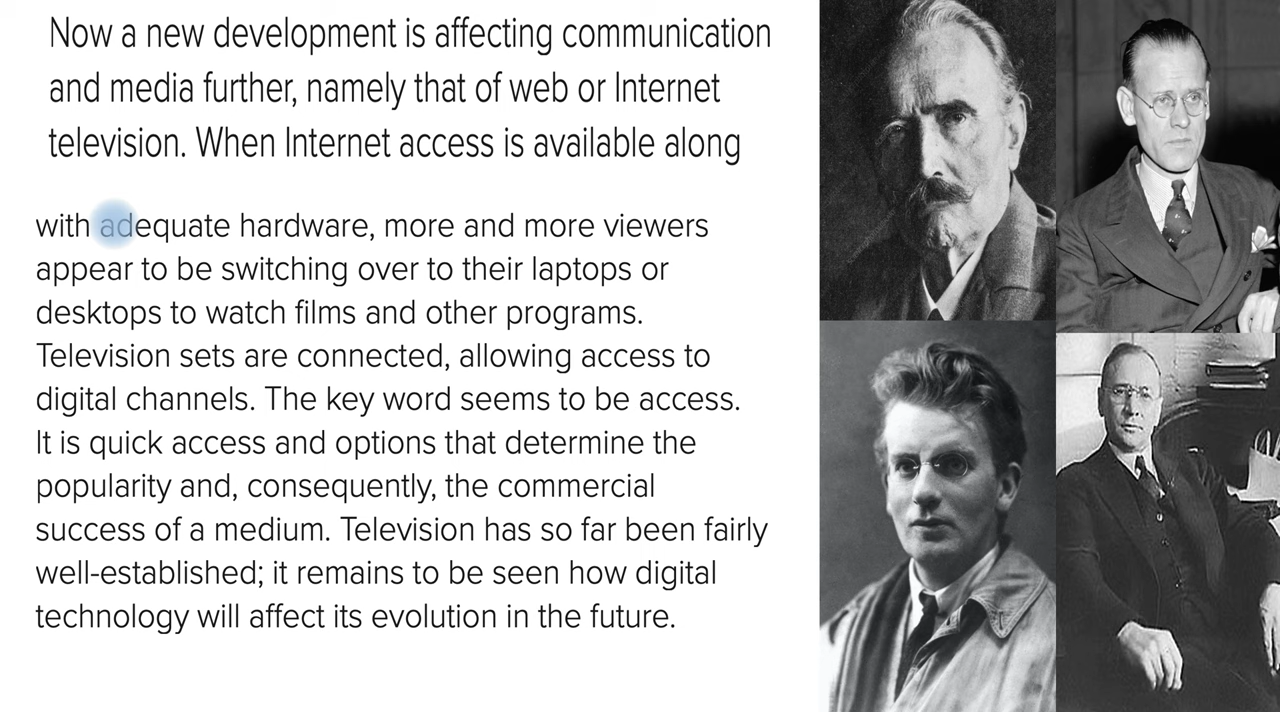 Now a new development is affecting communication
and media further, namely that of web or Internet
television. When Internet access is available along
with adequate hardware, more and more viewers
appear to be switching over to their laptops or
desktops to watch films and other programs.
Television sets are connected, allowing access to
digital channels. The key word seems to be access.
It is quick access and options that determine the
popularity and, consequently, the commercial
success of a medium. Television has so far been fairly
well-established; it remains to be seen how digital
technology will affect its evolution in the future.